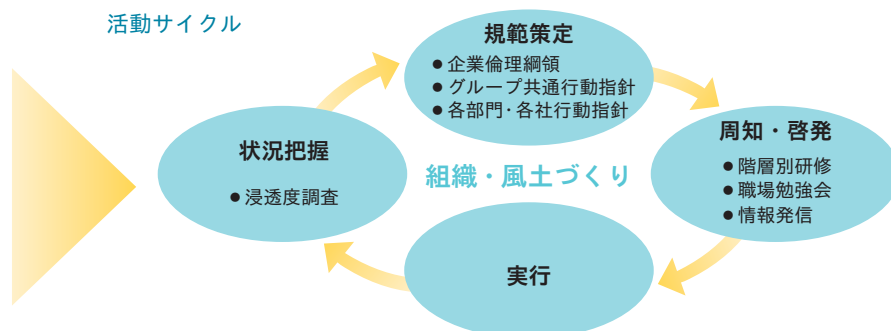 活動サイクル
規範策定
● 企業倫理綱領
● グループ共通行動指針
● 各部門・各社行動指針
周知・啓発
● 階層別研修
● 職場勉強会
● 情報発信
状況把握
● 浸透度調査
組織・風土づくり
実行